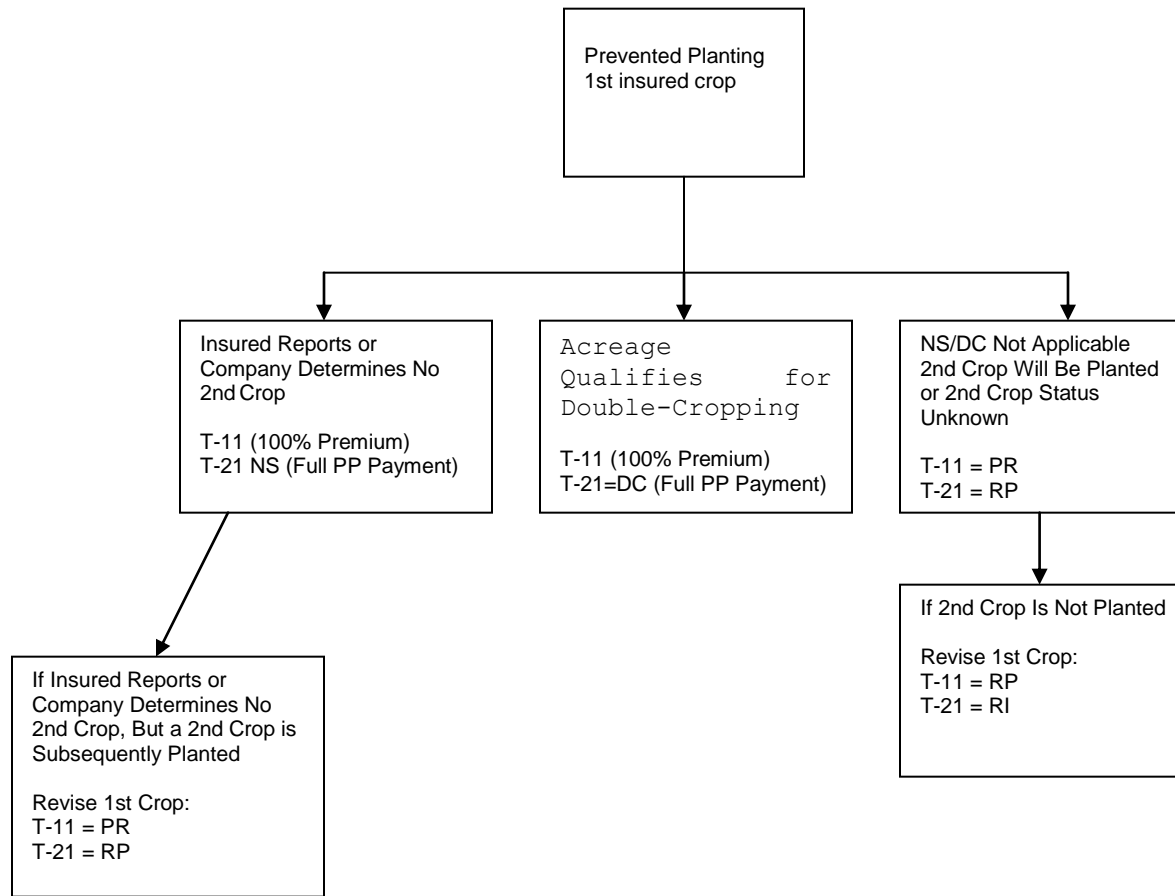 Prevented Planting
1st insured crop
Insured Reports or
Company Determines No
2nd Crop
T-11 (100% Premium)
T-21 NS (Full PP Payment)
Acreage
Qualifies for
Double-Cropping
T-11 (100% Premium)
T-21=DC (Full PP Payment)
NS/DC Not Applicable
2nd Crop Will Be Planted
or 2nd Crop Status
Unknown
T-11 = PR
T-21 = RP
If Insured Reports or
Company Determines No
2nd Crop, But a 2nd Crop is
Subsequently Planted
Revise 1st Crop:
T-11 = PR
T-21 = RP
If 2nd Crop Is Not Planted
Revise 1st Crop:
T-11 = RP
T-21 = RI